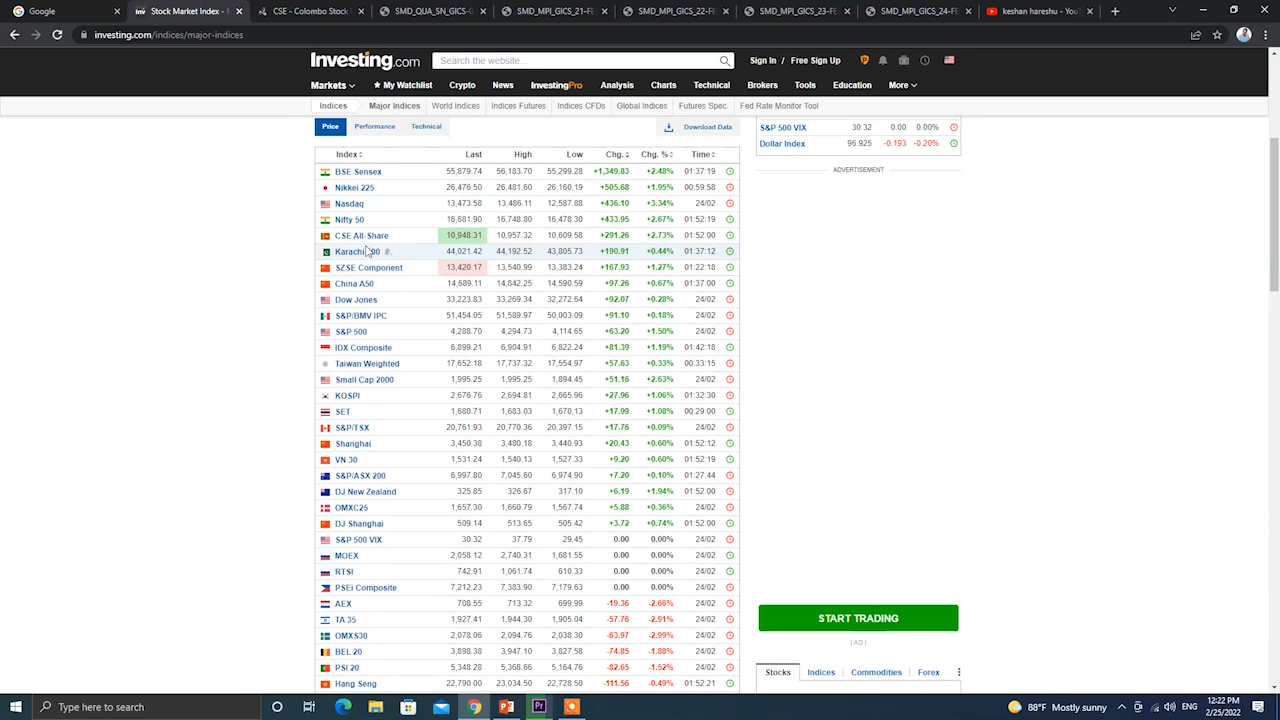 Google
Stock Market Index - I
CSE - Colombo Stock E
SMD_QUA_SN_GICS-0
SMD_MPI_GICS_21-FE
SMD_MPI_GICS_22-FE
SMD_MPI_GICS_23-FE
SMD_MPI_GICS_24-FE
keshan hareshu - YouT
investing.com/indices/major-indices
Investing.com
Search the website...
Sign In / Free Sign Up
Markets
My Watchlist
Crypto
News
InvestingPro
Analysis
Charts
Technical
Brokers
Tools
Education
More
Indices
Major Indices
World Indices
Indices Futures
Indices CFDs
Global Indices
Futures Spec.
Fed Rate Monitor Tool
Price
Performance
Technical
Download Data
S&P 500 VIX 30.32 0.00 0.00%
Dollar Index 96.925 -0.193 -0.20%
ADVERTISEMENT
Index Last High Low Chg. Chg. % Time
BSE Sensex 55,879.74 56,183.70 55,299.28 +1,349.83 +2.48% 01:37:19
Nikkei 225 26,476.50 26,481.60 26,160.19 +505.68 +1.95% 00:59:58
Nasdaq 13,473.58 13,486.11 12,587.88 +436.10 +3.34% 24/02
Nifty 50 16,681.90 16,748.80 16,478.30 +433.95 +2.67% 01:52:19
CSE All-Share 10,948.31 10,957.32 10,609.58 +291.26 +2.73% 01:52:00
Karachi 00 44,021.42 44,192.52 43,805.73 +190.91 +0.44% 01:37:12
SZSE Component 13,420.17 13,540.99 13,383.24 +167.93 +1.27% 01:22:18
China A50 14,689.11 14,842.25 14,590.59 +97.26 +0.67% 01:37:00
Dow Jones 33,223.83 33,269.34 32,272.64 +92.07 +0.28% 24/02
S&P/BMV IPC 51,454.05 51,589.97 50,003.09 +91.10 +0.18% 24/02
S&P 500 4,288.70 4,294.73 4,114.65 +63.20 +1.50% 24/02
IDX Composite 6,899.21 6,904.91 6,822.24 +81.39 +1.19% 01:42:18
Taiwan Weighted 17,652.18 17,737.32 17,554.97 +57.63 +0.33% 00:33:15
Small Cap 2000 1,995.25 1,995.25 1,894.45 +51.16 +2.63% 24/02
KOSPI 2,676.76 2,694.81 2,665.96 +27.96 +1.06% 01:32:30
SET 1,680.71 1,683.03 1,670.13 +17.99 +1.08% 00:29:00
S&P/TSX 20,761.93 20,770.36 20,397.15 +17.76 +0.09% 24/02
Shanghai 3,450.38 3,480.18 3,440.93 +20.43 +0.60% 01:52:12
VN 30 1,531.24 1,540.13 1,527.33 +9.20 +0.60% 01:52:19
S&P/ASX 200 6,997.80 7,045.60 6,974.90 +7.20 +0.10% 01:27:44
DJ New Zealand 325.85 326.67 317.10 +6.19 +1.94% 01:52:00
OMXC25 1,657.30 1,660.79 1,567.74 +5.88 +0.36% 24/02
DJ Shanghai 509.14 513.65 505.42 +3.72 +0.74% 01:52:00
S&P 500 VIX 30.32 37.79 29.45 0.00 0.00% 24/02
MOEX 2,058.12 2,740.31 1,681.55 0.00 0.00% 24/02
RTSI 742.91 1,061.74 610.33 0.00 0.00% 24/02
PSEi Composite 7,212.23 7,383.90 7,179.63 0.00 0.00% 24/02
AEX 708.55 713.32 699.99 -19.36 -2.66% 24/02
TA 35 1,927.41 1,944.30 1,905.04 -57.76 -2.91% 24/02
OMXS30 2,078.06 2,094.76 2,038.30 -63.97 -2.99% 24/02
BEL 20 3,898.38 3,947.10 3,827.58 -74.85 -1.88% 24/02
PSI 20 5,348.28 5,368.66 5,164.76 -82.65 -1.52% 24/02
Hang Seng 22,790.00 23,034.50 22,728.50 -111.56 -0.49% 01:52:21
START TRADING
| AD |
Stocks
Indices
Commodities
Forex
Type here to search
88°F Mostly sunny
ENG
12:22 PM
2/25/2022